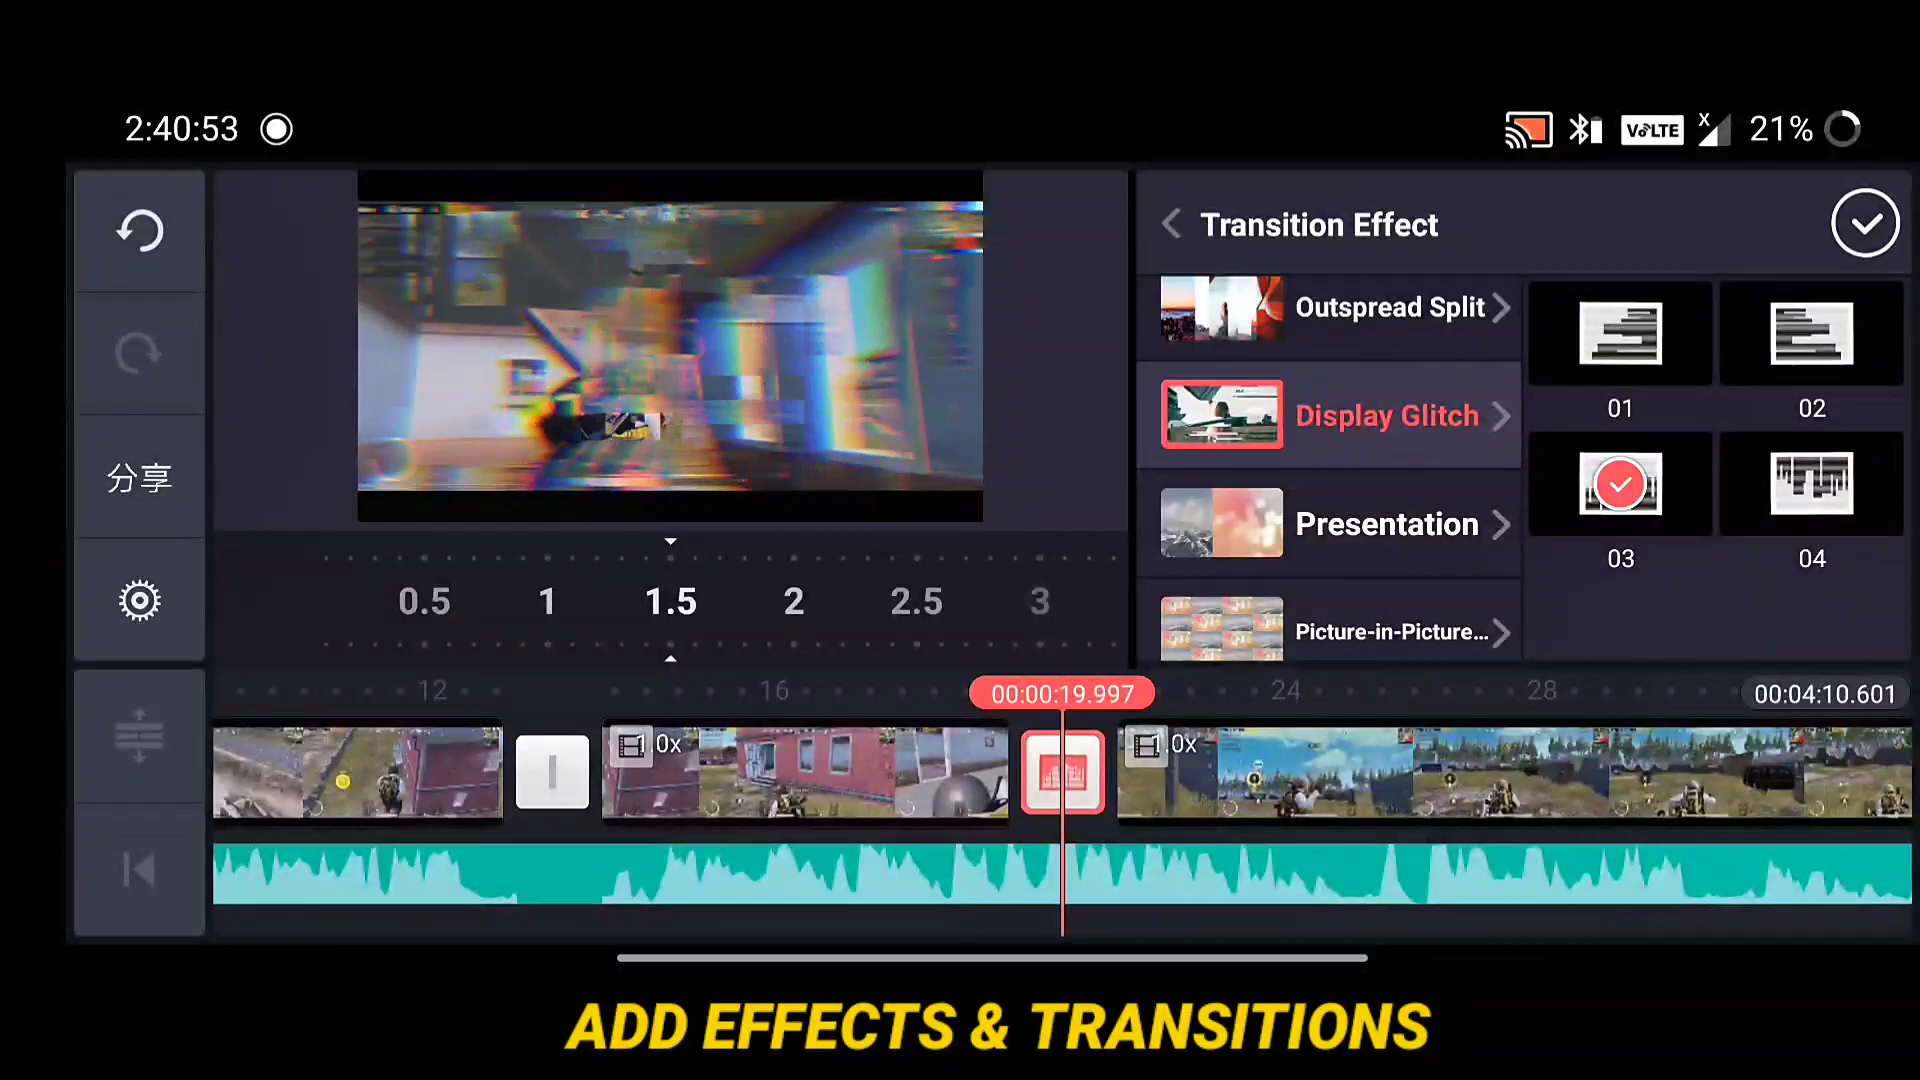 2:40:53
VoLTE
X
21%
Transition Effect
Outspread Split
Display Glitch
Presentation
Picture-in-Picture...
01
02
03
04
分享
0.5
1
1.5
2
2.5
3
12
16
00:00:19.997
24
28
00:04:10.601
1.0x
1.0x
ADD EFFECTS & TRANSITIONS